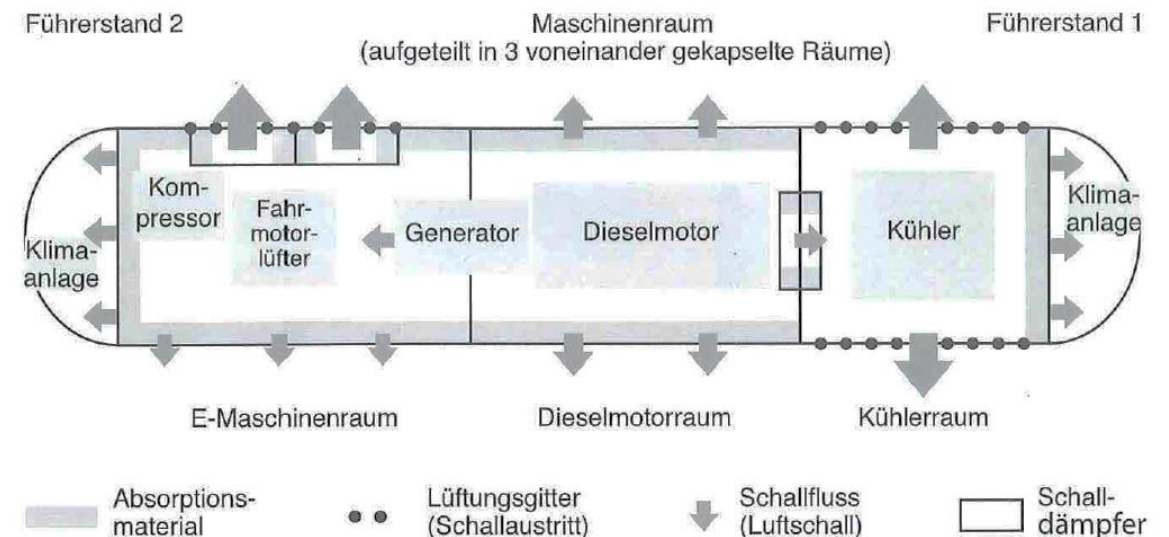 Führerstand 2
Maschinenraum
(aufgeteilt in 3 voneinander gekapselte Räume)
Führerstand 1
Klima-
anlage
Kom-
pressor
Fahr-
motor-
lüfter
Generator
Dieselmotor
Kühler
Klima-
anlage
E-Maschinenraum
Dieselmotorraum
Kühlerraum
Absorptions-
material
Lüftungsgitter
(Schallaustritt)
Schallfluss
(Luftschall)
Schall-
dämpfer